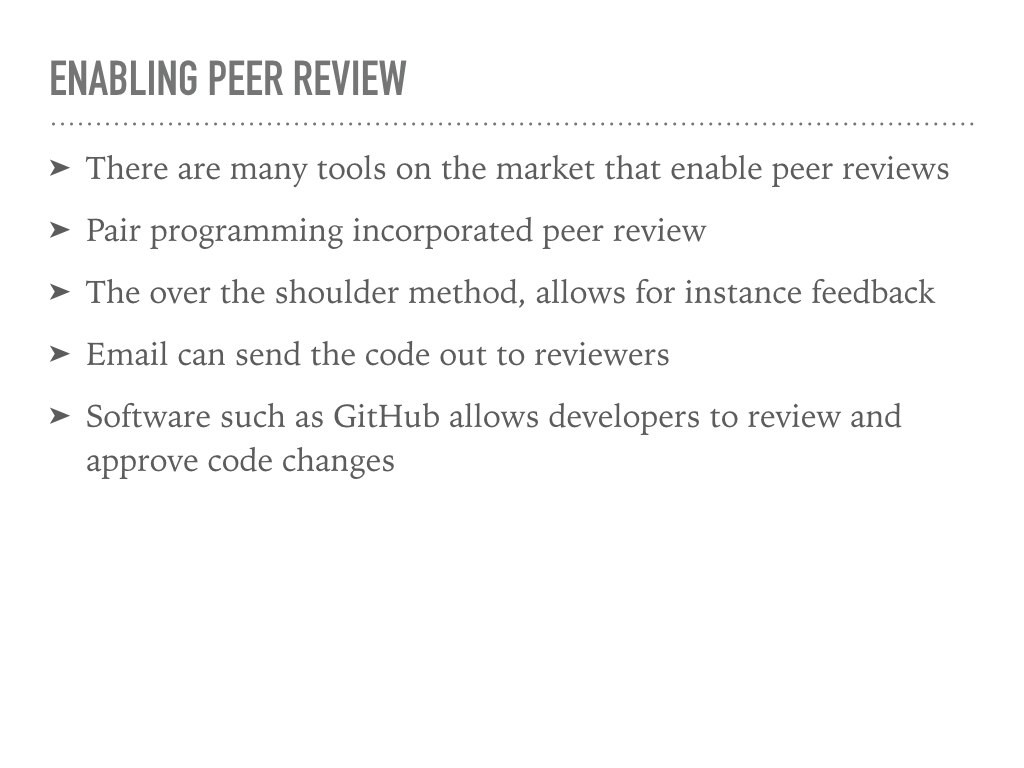 ENABLING PEER REVIEW
➤ There are many tools on the market that enable peer reviews
➤ Pair programming incorporated peer review
➤ The over the shoulder method, allows for instance feedback
➤ Email can send the code out to reviewers
➤ Software such as GitHub allows developers to review and
approve code changes